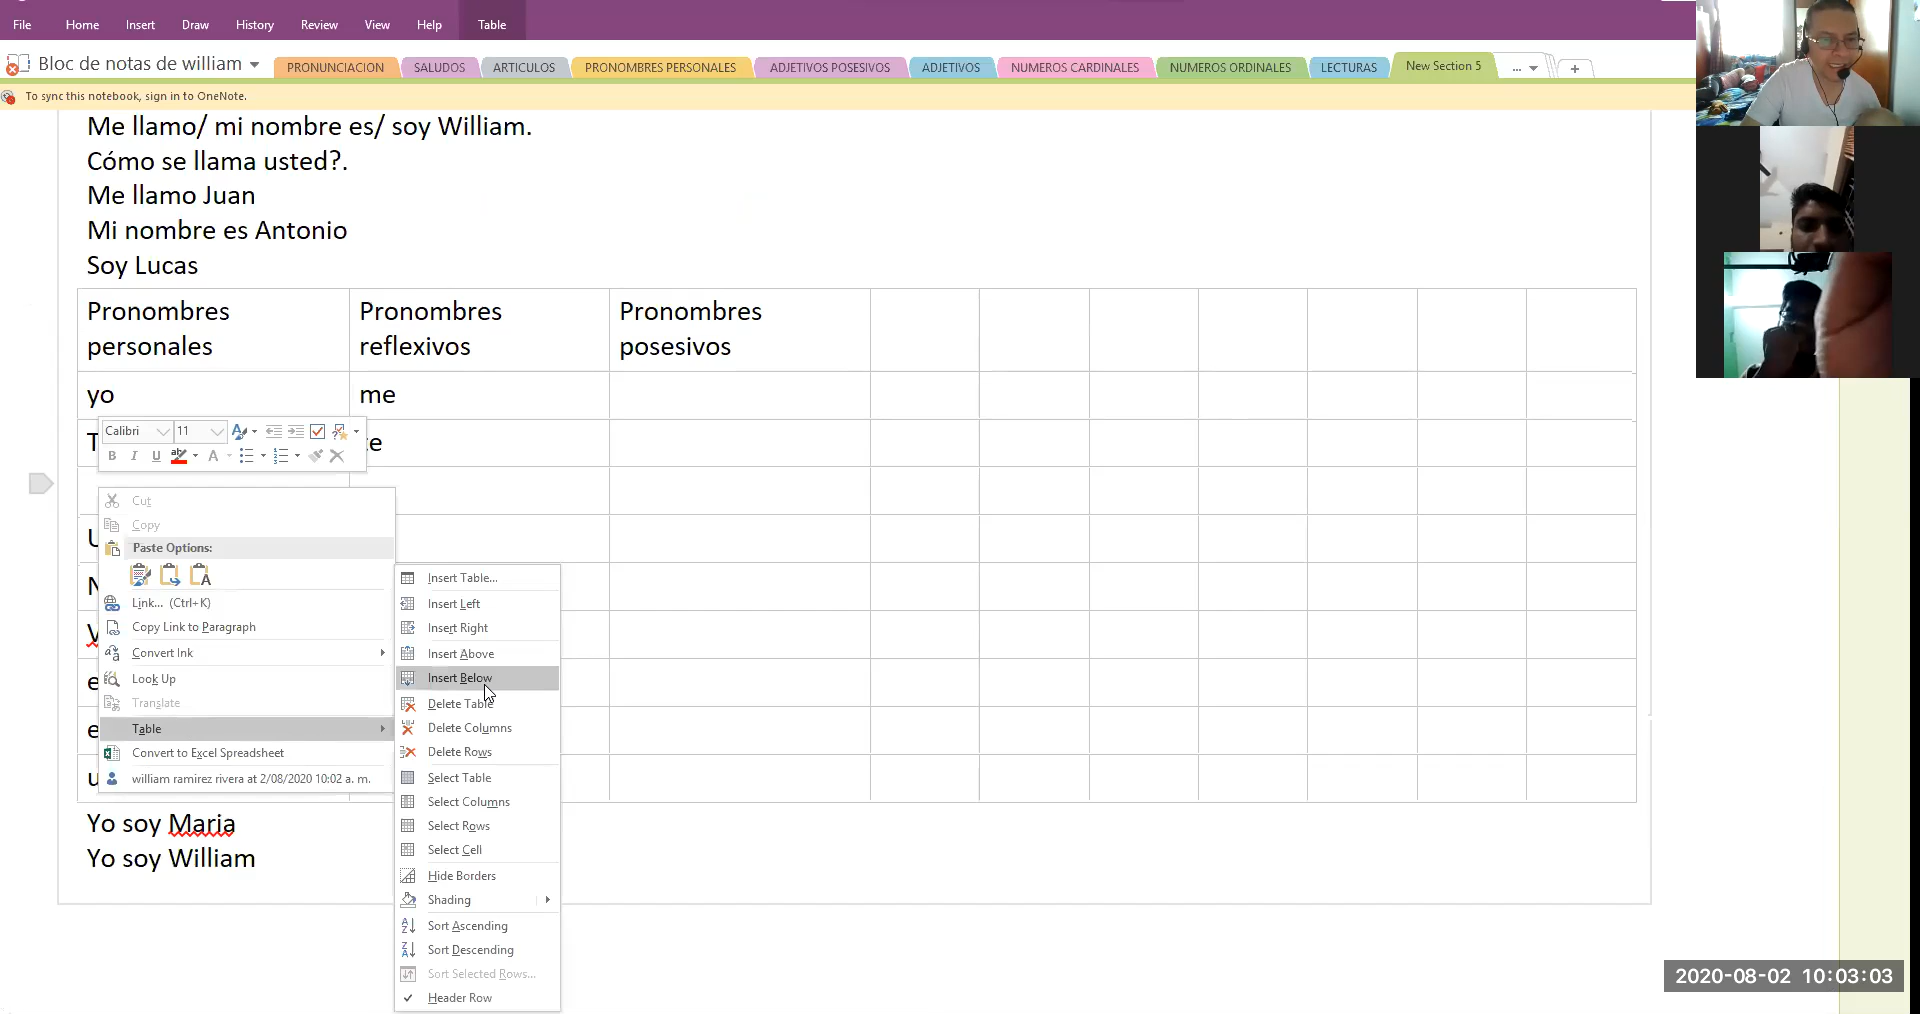 File Home Insert Draw History Review View Help Table
Bloc de notas de william PRONUNCIACION SALUDOS ARTICULOS PRONOMBRES PERSONALES ADJETIVOS POSESIVOS ADJETIVOS NUMEROS CARDINALES NUMEROS ORDINALES LECTURAS New Section 5 ... +
To sync this notebook, sign in to OneNote.
Me llamo/ mi nombre es/ soy William.
Cómo se llama usted?.
Me llamo Juan
Mi nombre es Antonio
Soy Lucas
Pronombres personales
Pronombres reflexivos
Pronombres posesivos
yo me
T te
Calibri 11
B I U A
U
N
V
e
e
u
Cut
Copy
Paste Options:
Link... (Ctrl+K)
Copy Link to Paragraph
Convert Ink
Look Up
Translate
Table
Convert to Excel Spreadsheet
william ramirez rivera at 2/08/2020 10:02 a. m.
Insert Table...
Insert Left
Insert Right
Insert Above
Insert Below
Delete Table
Delete Columns
Delete Rows
Select Table
Select Columns
Select Rows
Select Cell
Hide Borders
Shading
Sort Ascending
Sort Descending
Sort Selected Rows...
Header Row
Yo soy Maria
Yo soy William
2020-08-02 10:03:03